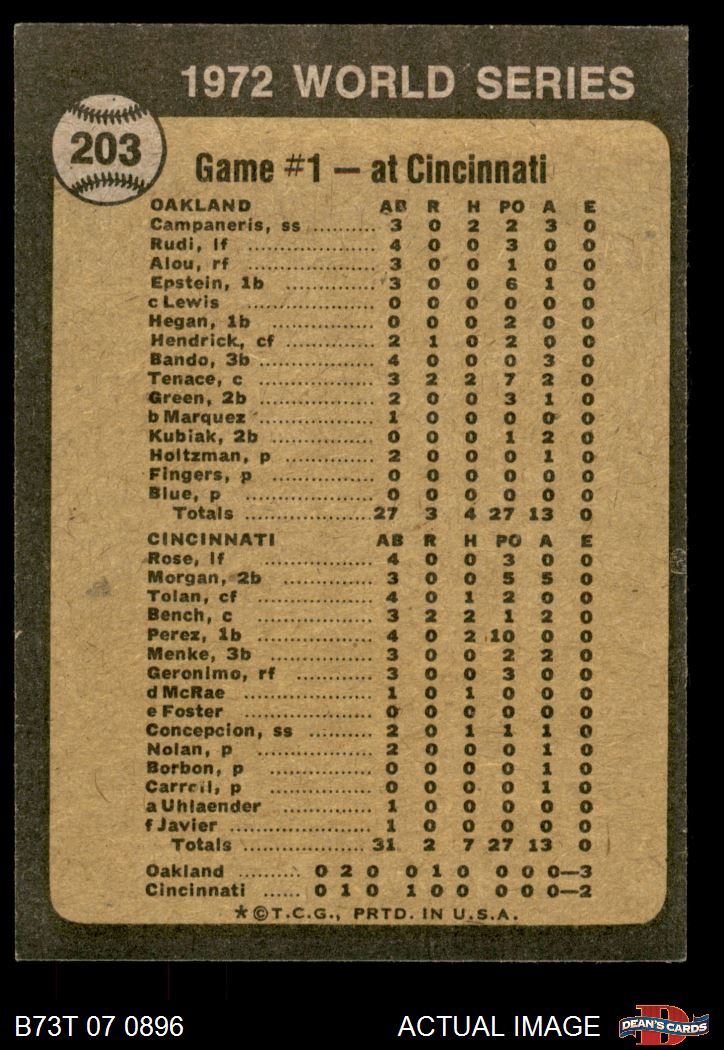 1972 WORLD SERIES
203
Game #1 — at Cincinnati
OAKLAND AB R H PO A E
Campaneris, ss .......... 3 0 2 2 3 0
Rudi, lf .................... 4 0 0 3 0 0
Alou, rf .................... 3 0 0 1 0 0
Epstein, 1b .............. 3 0 0 6 1 0
c Lewis .................... 0 0 0 0 0 0
Hegan, 1b ................ 0 0 0 2 0 0
Hendrick, cf .............. 2 1 0 2 0 0
Bando, 3b ................ 4 0 0 0 3 0
Tenace, c .................. 3 2 2 7 2 0
Green, 2b ................ 2 0 0 3 1 0
b Marquez ................ 1 0 0 0 0 0
Kubiak, 2b ................ 0 0 0 1 2 0
Holtzman, p .............. 2 0 0 0 1 0
Fingers, p ................ 0 0 0 0 0 0
Blue, p .................... 0 0 0 0 0 0
Totals .................... 27 3 4 27 13 0
CINCINNATI AB R H PO A E
Rose, lf .................... 4 0 0 3 0 0
Morgan, 2b .............. 3 0 0 5 5 0
Tolan, cf .................. 4 0 1 2 0 0
Bench, c .................. 3 2 2 1 2 0
Perez, 1b ................ 4 0 2 10 0 0
Menke, 3b ................ 3 0 0 2 2 0
Geronimo, rf ............ 3 0 0 3 0 0
d McRae .................. 1 0 1 0 0 0
e Foster .................. 0 0 0 0 0 0
Concepcion, ss .......... 2 0 1 1 1 0
Nolan, p .................. 2 0 0 0 1 0
Borbon, p ................ 0 0 0 0 1 0
Carroll, p ................ 0 0 0 0 1 0
a Uhlaender .............. 1 0 0 0 0 0
f Javier .................... 1 0 0 0 0 0
Totals .................... 31 2 7 27 13 0
Oakland .......... 0 2 0 0 1 0 0 0 0—3
Cincinnati ...... 0 1 0 1 0 0 0 0 0—2
* ©T.C.G., PRTD. IN U.S.A.
B73T 07 0896 ACTUAL IMAGE
D
DEAN'S CARDS